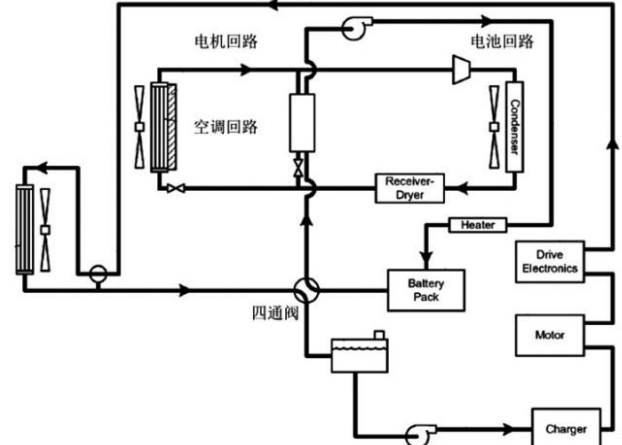 电机回路
电池回路
空调回路
Condenser
Receiver-
Dryer
Heater
Drive
Electronics
Battery
Pack
四通阀
Motor
Charger